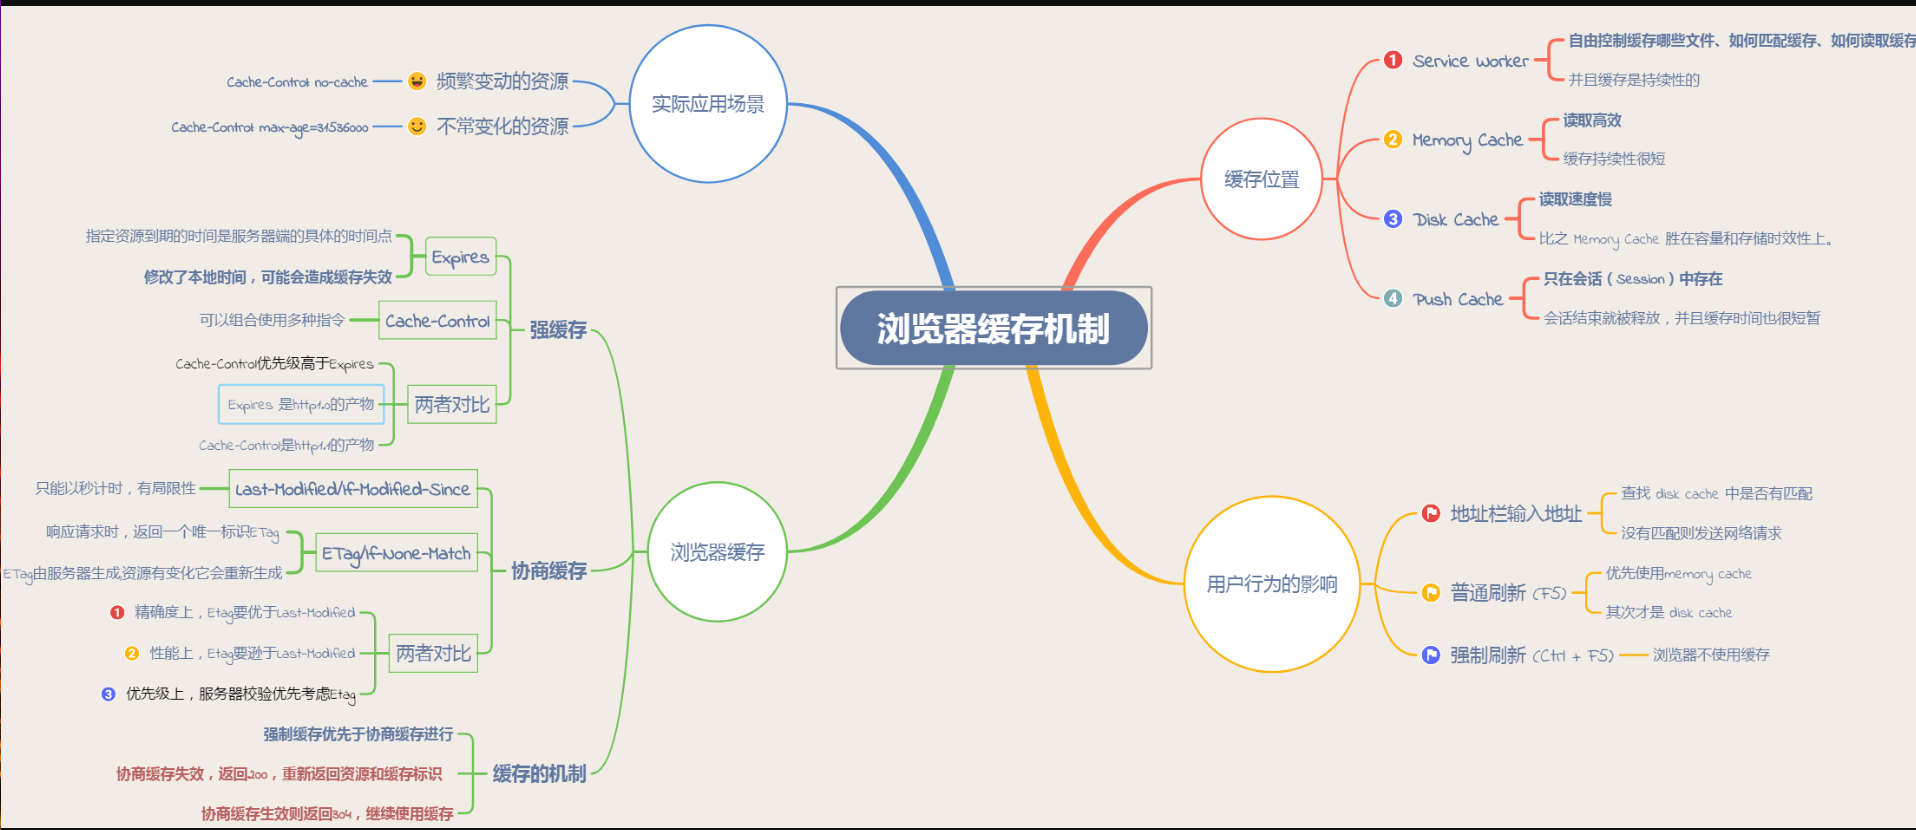 浏览器缓存机制
实际应用场景
频繁变动的资源
Cache-Control: no-cache
不常变化的资源
Cache-Control: max-age=31536000
浏览器缓存
强缓存
Expires
指定资源到期的时间是服务器端的具体的时间点
修改了本地时间，可能会造成缓存失效
Cache-Control
可以组合使用多种指令
两者对比
Cache-Control优先级高于Expires
Expires 是http1.0的产物
Cache-Control是http1.1的产物
协商缓存
Last-Modified/If-Modified-Since
只能以秒计时，有局限性
ETag/If-None-Match
响应请求时，返回一个唯一标识ETag
ETag由服务器生成,资源有变化它会重新生成
两者对比
1 精确度上，Etag要优于Last-Modified
2 性能上，Etag要逊于Last-Modified
3 优先级上，服务器校验优先考虑Etag
缓存的机制
强制缓存优先于协商缓存进行
协商缓存失效，返回200，重新返回资源和缓存标识
协商缓存生效则返回304，继续使用缓存
缓存位置
1 Service Worker
自由控制缓存哪些文件、如何匹配缓存、如何读取缓存
并且缓存是持续性的
2 Memory Cache
读取高效
缓存持续性很短
3 Disk Cache
读取速度慢
比之 Memory Cache 胜在容量和存储时效性上。
4 Push Cache
只在会话（Session）中存在
会话结束就被释放，并且缓存时间也很短暂
用户行为的影响
地址栏输入地址
查找 disk cache 中是否有匹配
没有匹配则发送网络请求
普通刷新 (F5)
优先使用memory cache
其次才是 disk cache
强制刷新 (Ctrl + F5)
浏览器不使用缓存